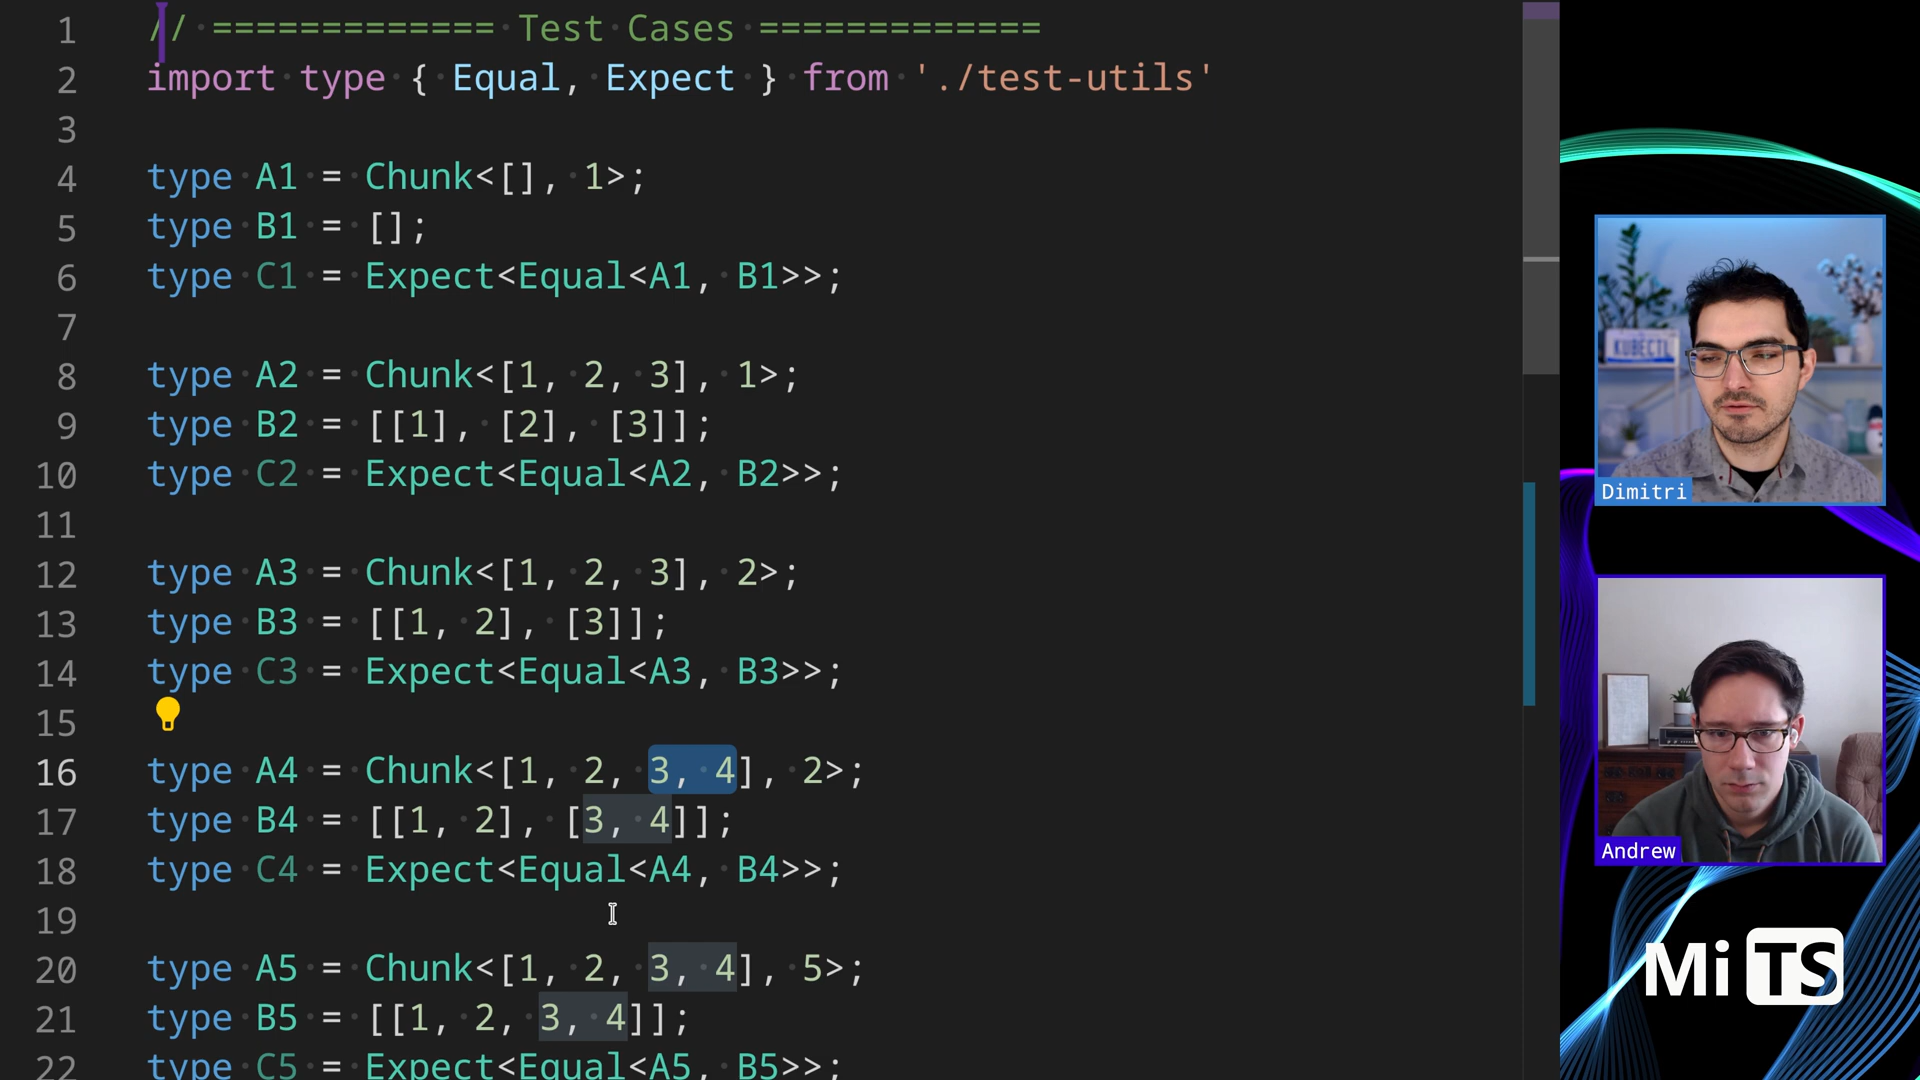 1 // ============= Test Cases =============
2 import type { Equal, Expect } from './test-utils'
3
4 type A1 = Chunk<[], 1>;
5 type B1 = [];
6 type C1 = Expect<Equal<A1, B1>>;
7
8 type A2 = Chunk<[1, 2, 3], 1>;
9 type B2 = [[1], [2], [3]];
10 type C2 = Expect<Equal<A2, B2>>;
11
12 type A3 = Chunk<[1, 2, 3], 2>;
13 type B3 = [[1, 2], [3]];
14 type C3 = Expect<Equal<A3, B3>>;
15
16 type A4 = Chunk<[1, 2, 3, 4], 2>;
17 type B4 = [[1, 2], [3, 4]];
18 type C4 = Expect<Equal<A4, B4>>;
19
20 type A5 = Chunk<[1, 2, 3, 4], 5>;
21 type B5 = [[1, 2, 3, 4]];
22 type C5 = Expect<Equal<A5, B5>>;
KUBECTL
Dimitri
Andrew
Mi TS